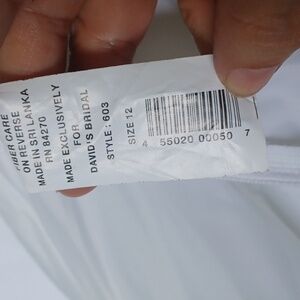 FIBER CARE
ON REVERSE
MADE IN SRI LANKA
RN 84270
MADE EXCLUSIVELY
FOR
DAVID'S BRIDAL
STYLE : 603
SIZE 12
4 55020 00050 7